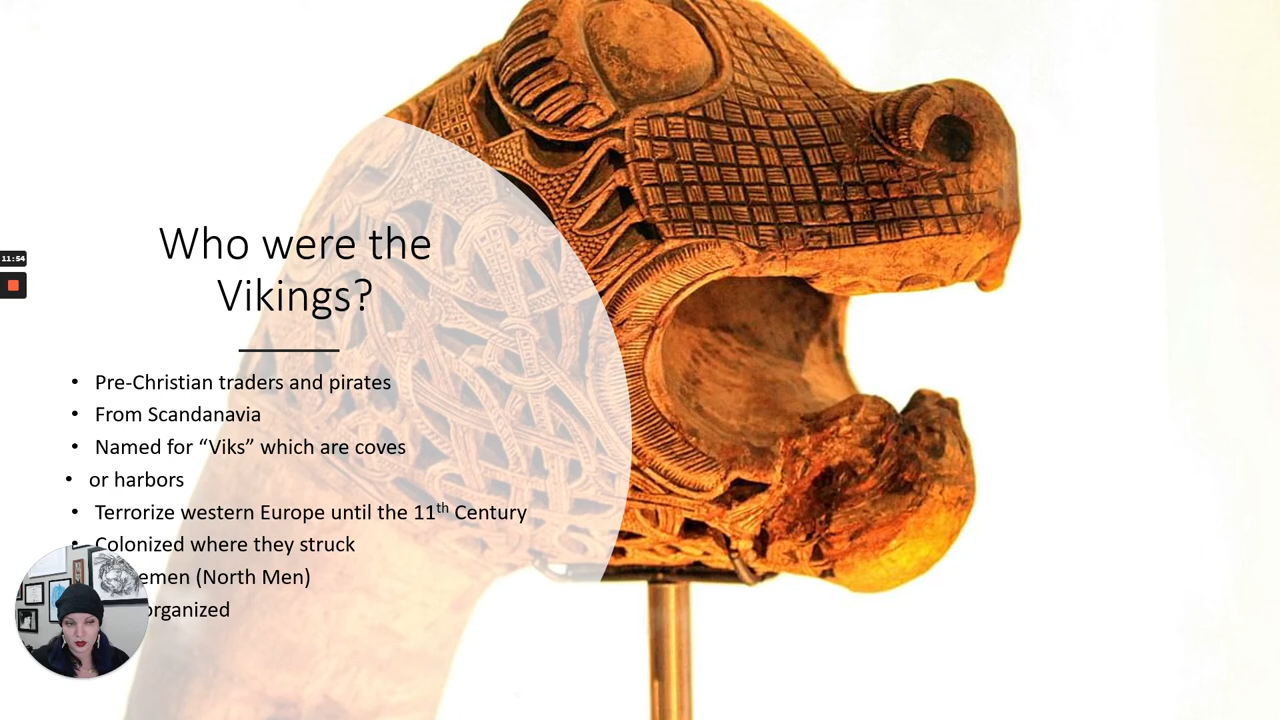 11:54
Who were the
Vikings?
• Pre-Christian traders and pirates
• From Scandanavia
• Named for “Viks” which are coves
• or harbors
• Terrorize western Europe until the 11th Century
• Colonized where they struck
emen (North Men)
organized